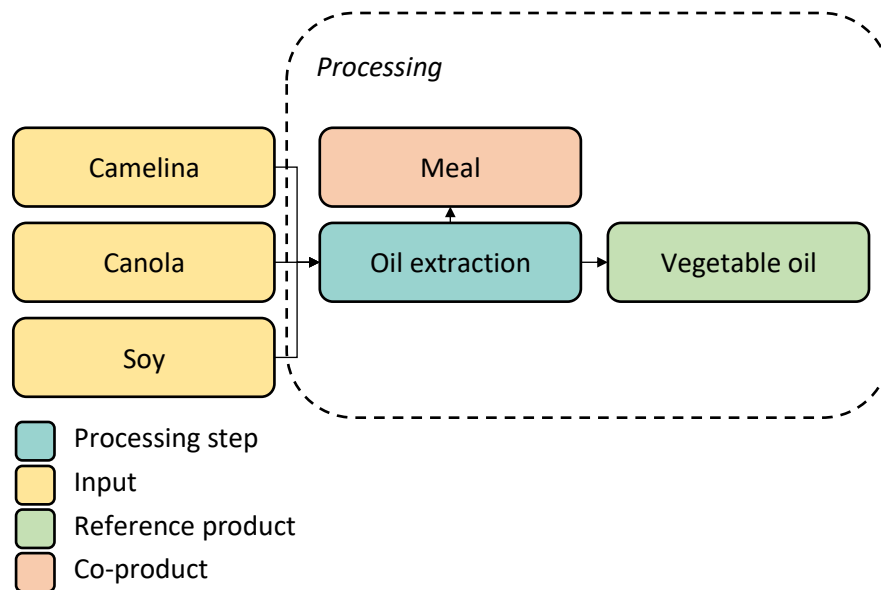 Processing
Camelina
Meal
Canola
Oil extraction
Vegetable oil
Soy
Processing step
Input
Reference product
Co-product